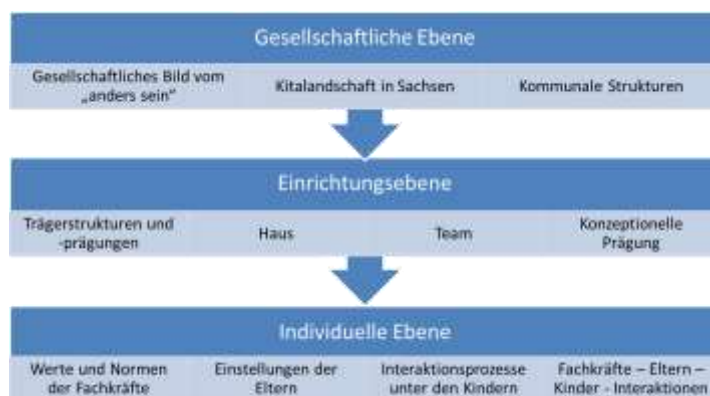 Gesellschaftliche Ebene
Gesellschaftliches Bild vom
„anders sein“
Kitalandschaft in Sachsen
Kommunale Strukturen
Einrichtungsebene
Trägerstrukturen und
-prägungen
Haus
Team
Konzeptionelle
Prägung
Individuelle Ebene
Werte und Normen
der Fachkräfte
Einstellungen der
Eltern
Interaktionsprozesse
unter den Kindern
Fachkräfte – Eltern –
Kinder - Interaktionen